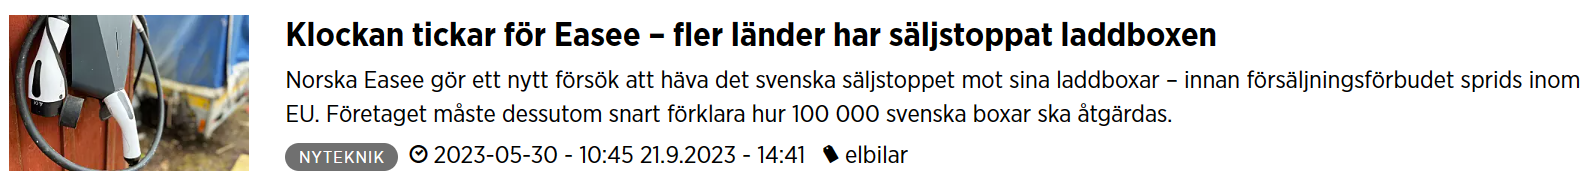 Klockan tickar för Easee – fler länder har säljstoppat laddboxen
Norska Easee gör ett nytt försök att häva det svenska säljstoppet mot sina laddboxar – innan försäljningsförbudet sprids inom
EU. Företaget måste dessutom snart förklara hur 100 000 svenska boxar ska åtgärdas.
NYTEKNIK 2023-05-30 - 10:45 21.9.2023 - 14:41 elbilar